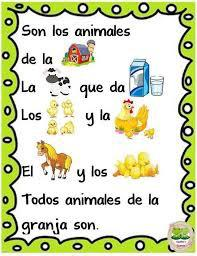 Son los animales
de la
La que da
Los y la
El y los
Todos animales de la
granja son.